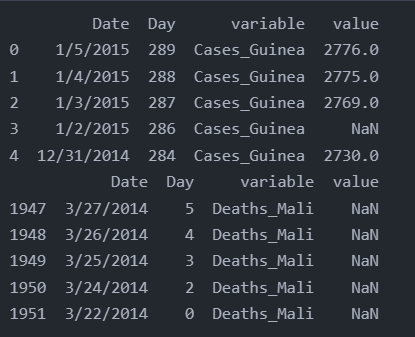 Date Day variable value
0 1/5/2015 289 Cases_Guinea 2776.0
1 1/4/2015 288 Cases_Guinea 2775.0
2 1/3/2015 287 Cases_Guinea 2769.0
3 1/2/2015 286 Cases_Guinea NaN
4 12/31/2014 284 Cases_Guinea 2730.0
Date Day variable value
1947 3/27/2014 5 Deaths_Mali NaN
1948 3/26/2014 4 Deaths_Mali NaN
1949 3/25/2014 3 Deaths_Mali NaN
1950 3/24/2014 2 Deaths_Mali NaN
1951 3/22/2014 0 Deaths_Mali NaN